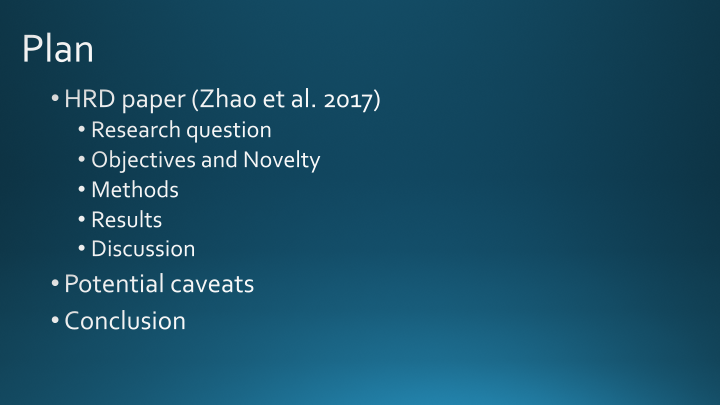 Plan
• HRD paper (Zhao et al. 2017)
• Research question
• Objectives and Novelty
• Methods
• Results
• Discussion
• Potential caveats
• Conclusion